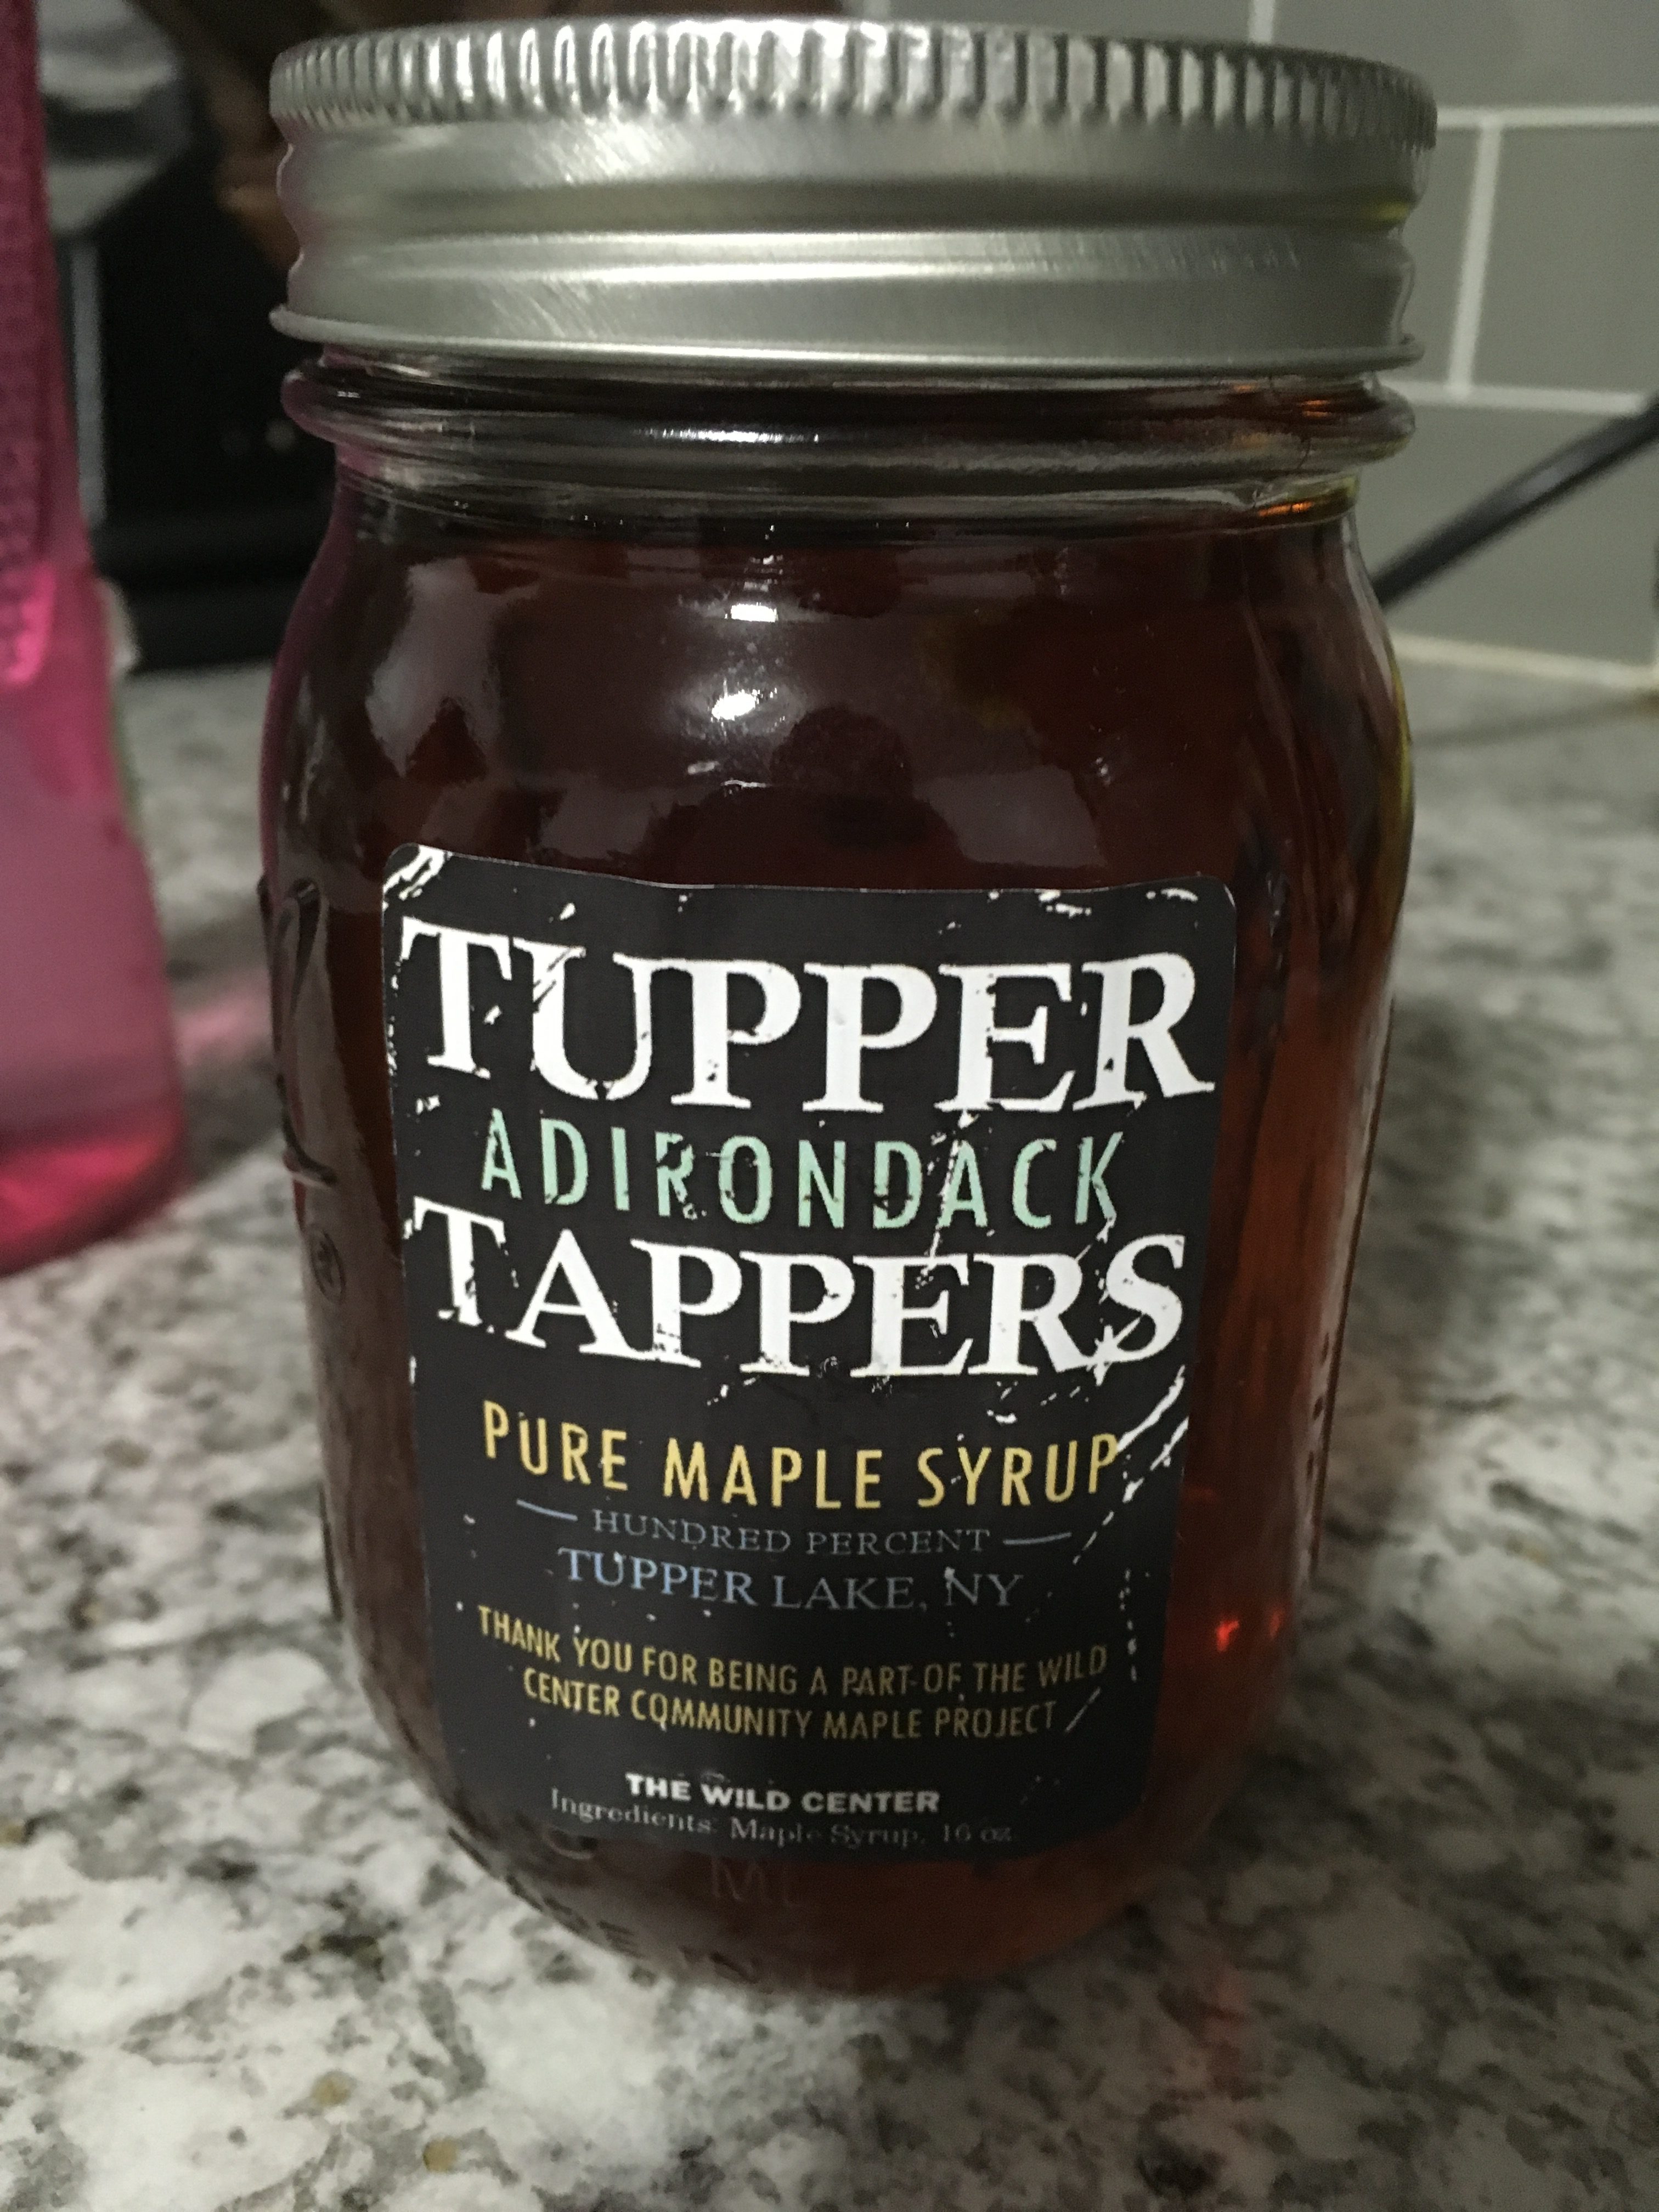 TUPPER
ADIRONDACK
TAPPERS
PURE MAPLE SYRUP
HUNDRED PERCENT
TUPPER LAKE, NY
THANK YOU FOR BEING A PART OF THE WILD
CENTER COMMUNITY MAPLE PROJECT
THE WILD CENTER
Ingredients: Maple Syrup, 16 oz